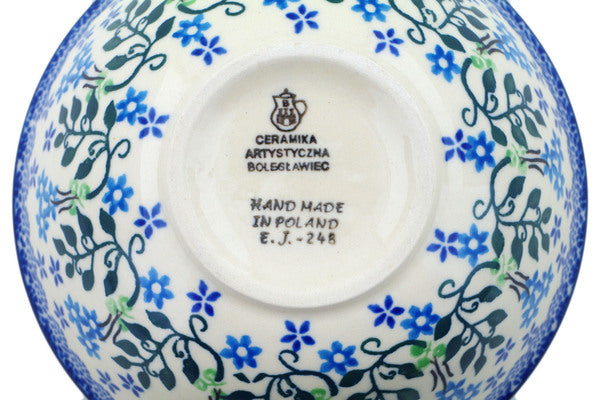 B
CERAMIKA
ARTYSTYCZNA
BOLESŁAWIEC
HAND MADE
IN POLAND
E.J.-248